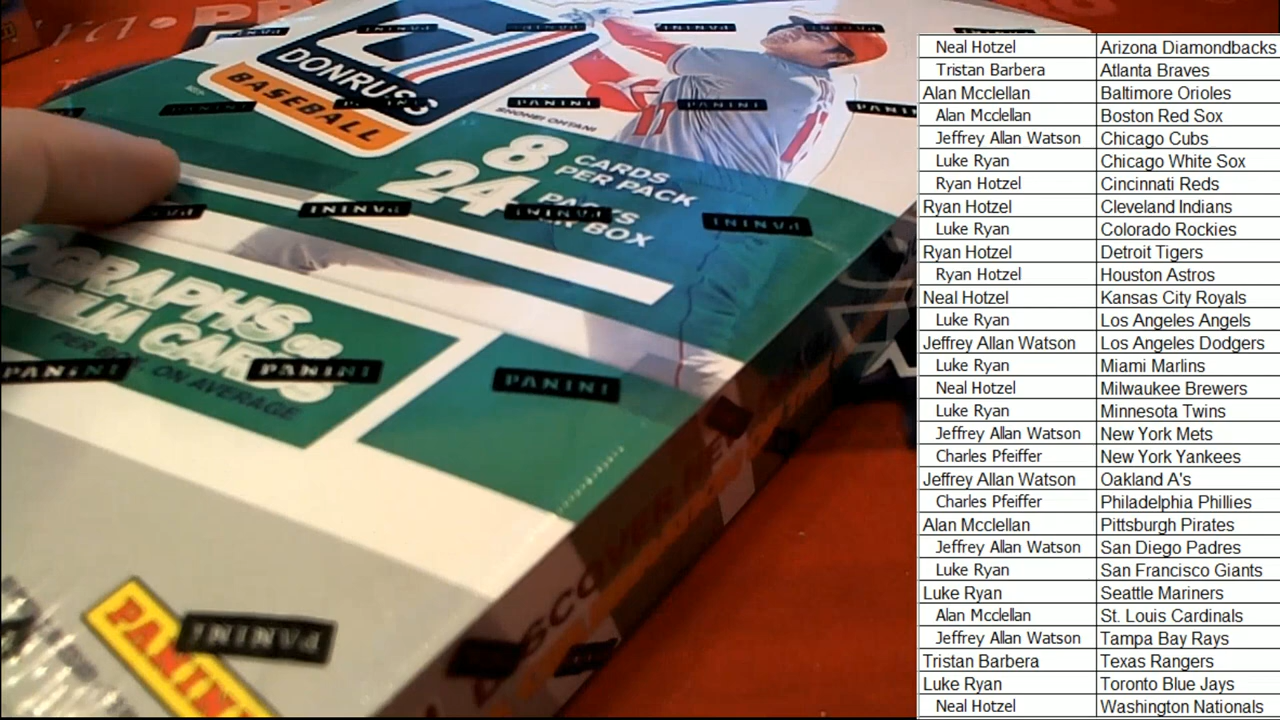 DONRUSS
BASEBALL
SHOHEI OHTANI
PANINI
PANINI
8 CARDS
PER PACK
24 PACKS
PER BOX
PANINI
PANINI
PANINI
PANINI
PANINI
PANINI
PER BOX, ON AVERAGE
PANINI
PANINI
Neal Hotzel Arizona Diamondbacks
Tristan Barbera Atlanta Braves
Alan Mcclellan Baltimore Orioles
Alan Mcclellan Boston Red Sox
Jeffrey Allan Watson Chicago Cubs
Luke Ryan Chicago White Sox
Ryan Hotzel Cincinnati Reds
Ryan Hotzel Cleveland Indians
Luke Ryan Colorado Rockies
Ryan Hotzel Detroit Tigers
Ryan Hotzel Houston Astros
Neal Hotzel Kansas City Royals
Luke Ryan Los Angeles Angels
Jeffrey Allan Watson Los Angeles Dodgers
Luke Ryan Miami Marlins
Neal Hotzel Milwaukee Brewers
Luke Ryan Minnesota Twins
Jeffrey Allan Watson New York Mets
Charles Pfeiffer New York Yankees
Jeffrey Allan Watson Oakland A's
Charles Pfeiffer Philadelphia Phillies
Alan Mcclellan Pittsburgh Pirates
Jeffrey Allan Watson San Diego Padres
Luke Ryan San Francisco Giants
Luke Ryan Seattle Mariners
Alan Mcclellan St. Louis Cardinals
Jeffrey Allan Watson Tampa Bay Rays
Tristan Barbera Texas Rangers
Luke Ryan Toronto Blue Jays
Neal Hotzel Washington Nationals